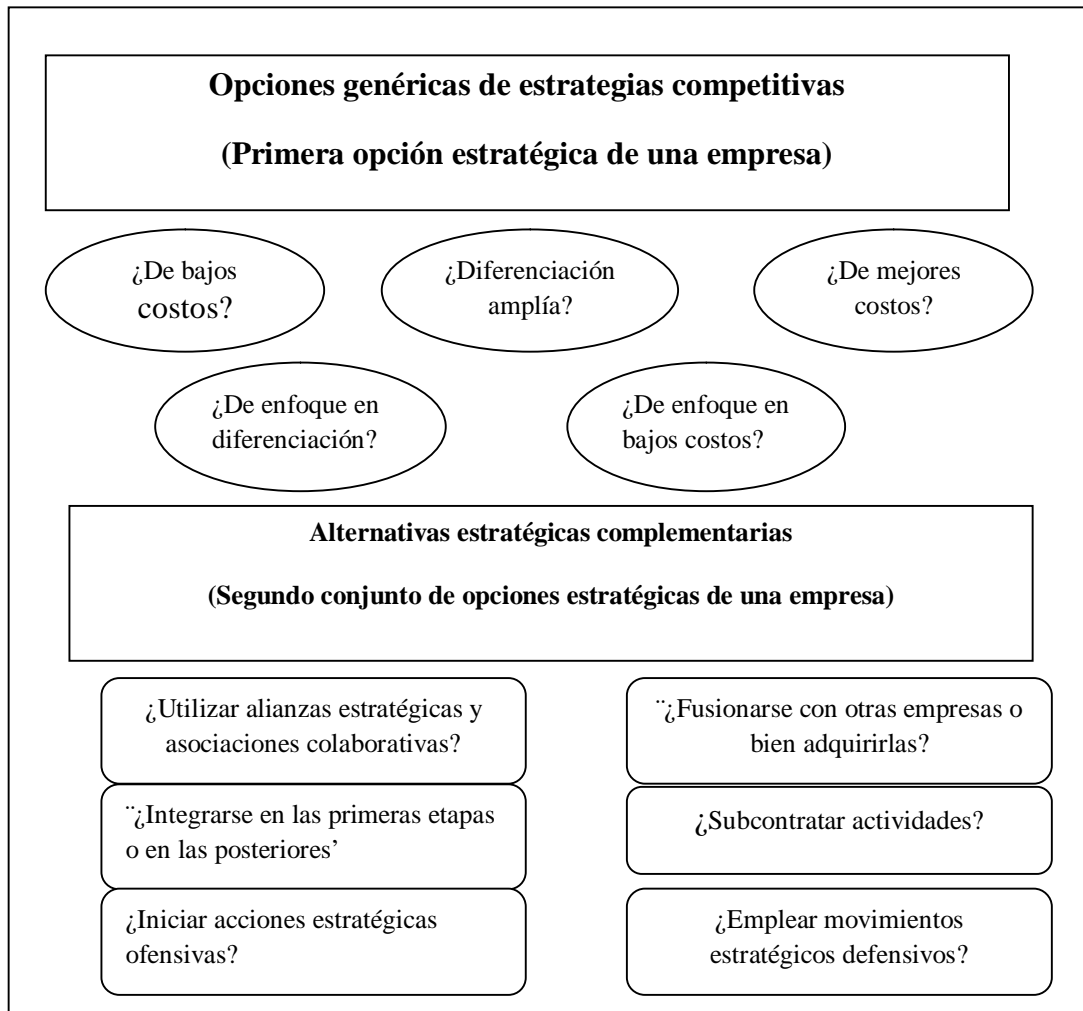 Opciones genéricas de estrategias competitivas
(Primera opción estratégica de una empresa)
¿De bajos
costos?
¿Diferenciación
amplía?
¿De mejores
costos?
¿De enfoque en
diferenciación?
¿De enfoque en
bajos costos?
Alternativas estratégicas complementarias
(Segundo conjunto de opciones estratégicas de una empresa)
¿Utilizar alianzas estratégicas y
asociaciones colaborativas?
¨¿Fusionarse con otras empresas o
bien adquirirlas?
¨¿Integrarse en las primeras etapas
o en las posteriores’
¿Subcontratar actividades?
¿Iniciar acciones estratégicas
ofensivas?
¿Emplear movimientos
estratégicos defensivos?